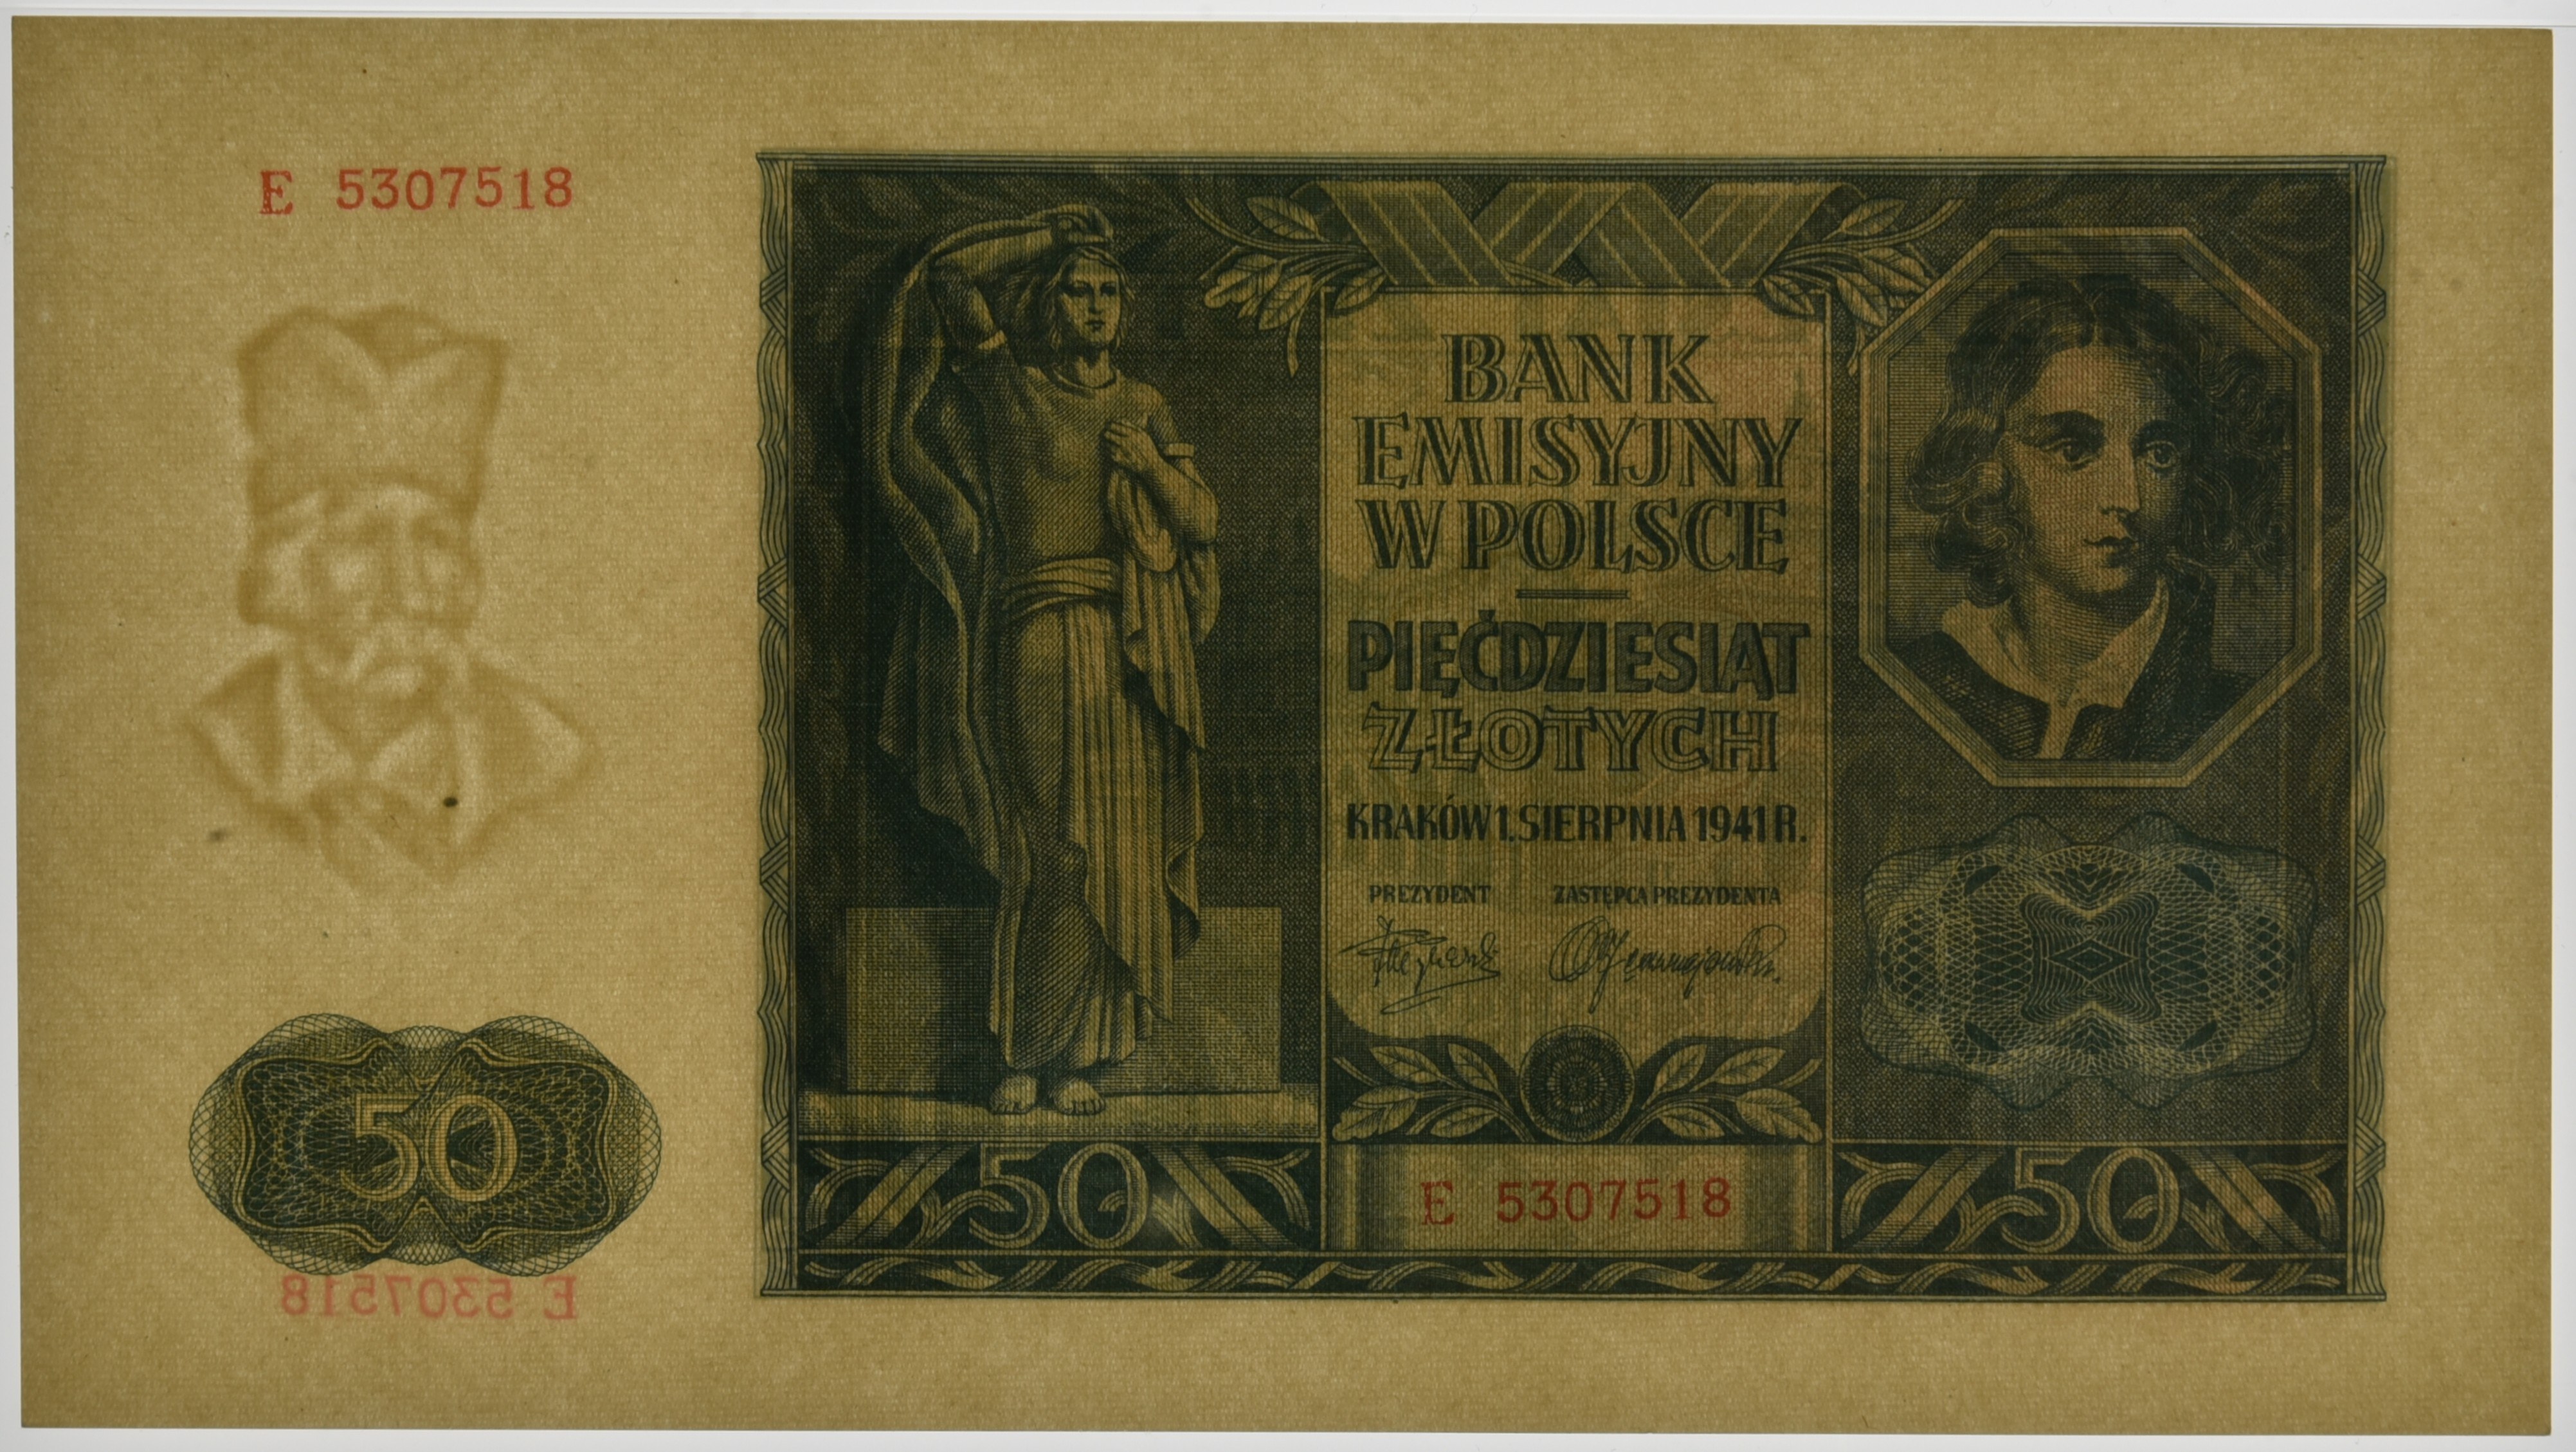 E 5307518
BANK
EMISYJNY
W POLSCE
PIĘĆDZIESIĄT
ZŁOTYCH
KRAKÓW 1. SIERPNIA 1941 R.
PREZYDENT ZASTĘPCA PREZYDENTA
50
50
E 5307518
50
E 5307518